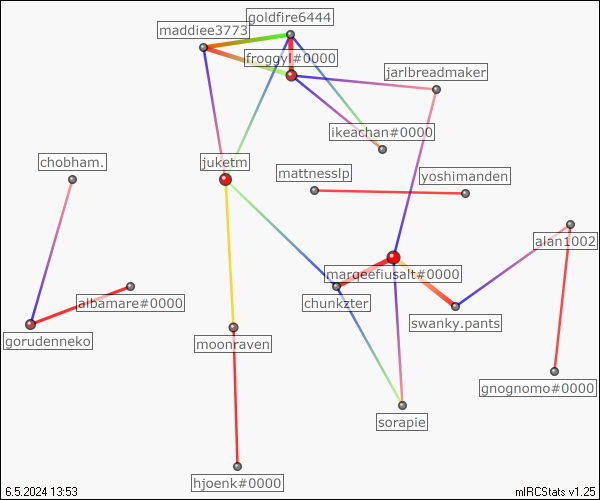 goldfire6444
maddiee3773
froggyl#0000
jarlbreadmaker
ikeachan#0000
chobham.
juketm
mattnesslp
yoshimanden
alan1002
margeefiusalt#0000
albamare#0000
chunkzter
swanky.pants
gorudenneko
moonraven
gnognomo#0000
sorapie
hjoenk#0000
6.5.2024 13:53
mIRCStats v1.25